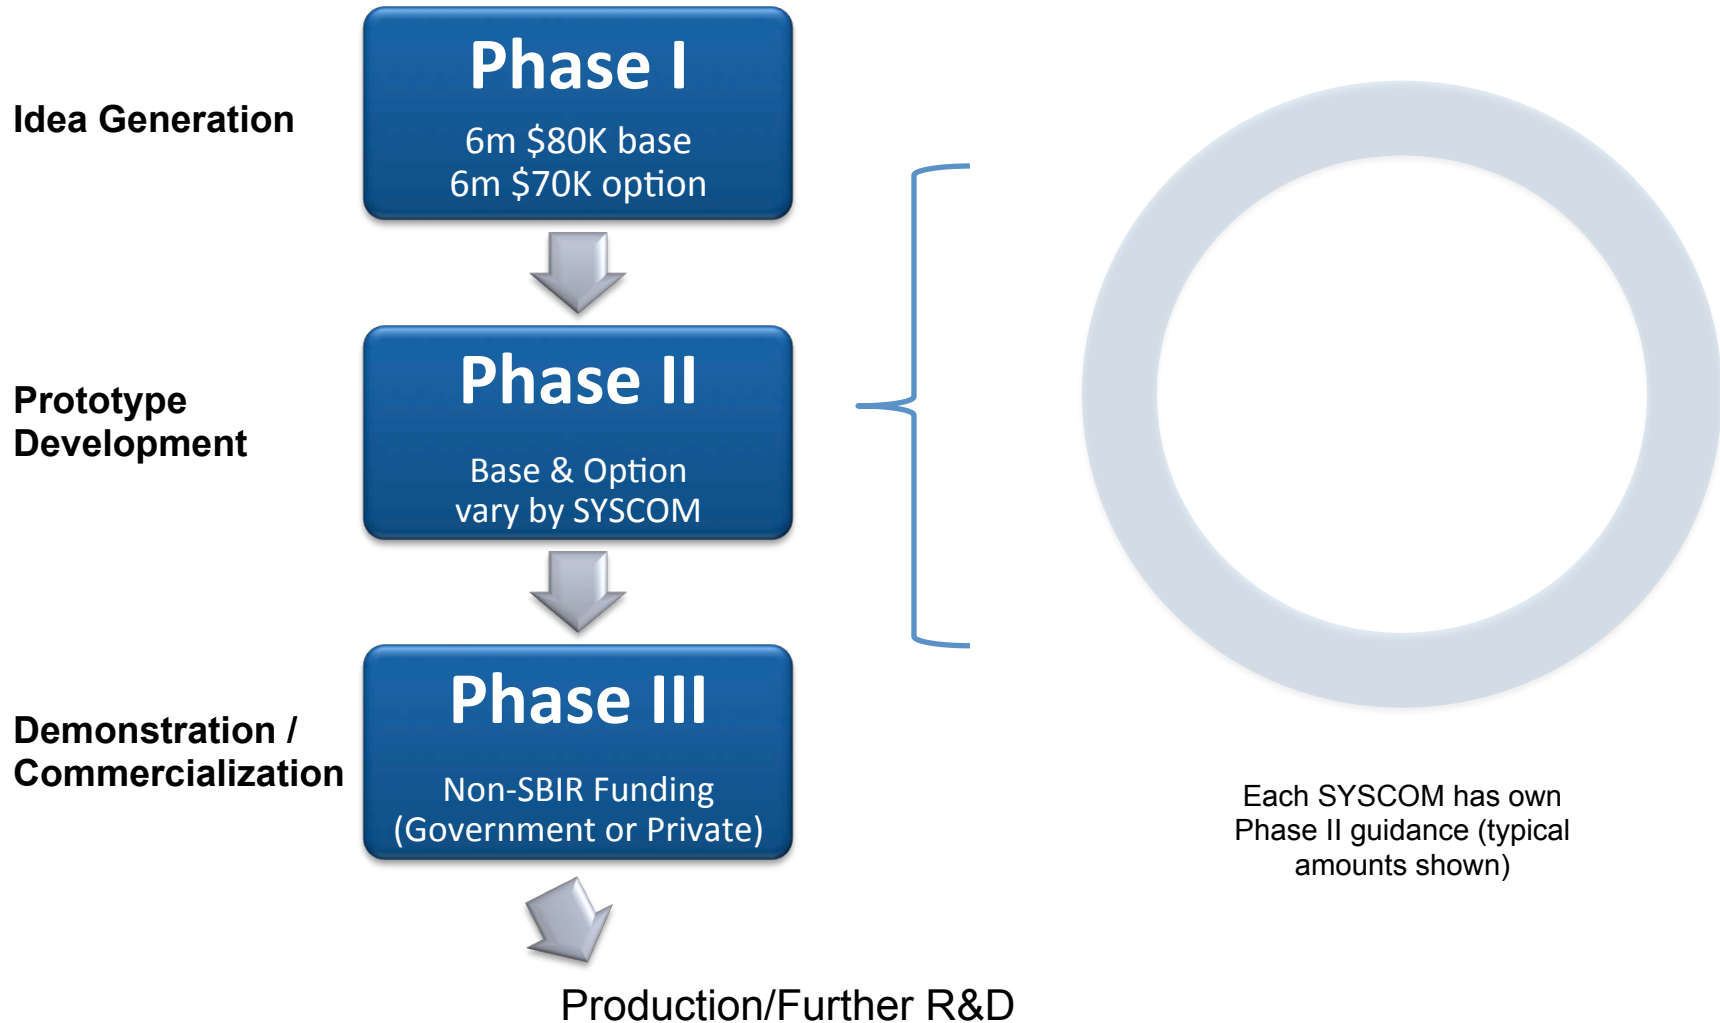 Idea Generation
Phase I
6m $80K base
6m $70K option
Prototype
Development
Phase II
Base & Option
vary by SYSCOM
Demonstration /
Commercialization
Phase III
Non-SBIR Funding
(Government or Private)
Production/Further R&D
Each SYSCOM has own
Phase II guidance (typical
amounts shown)